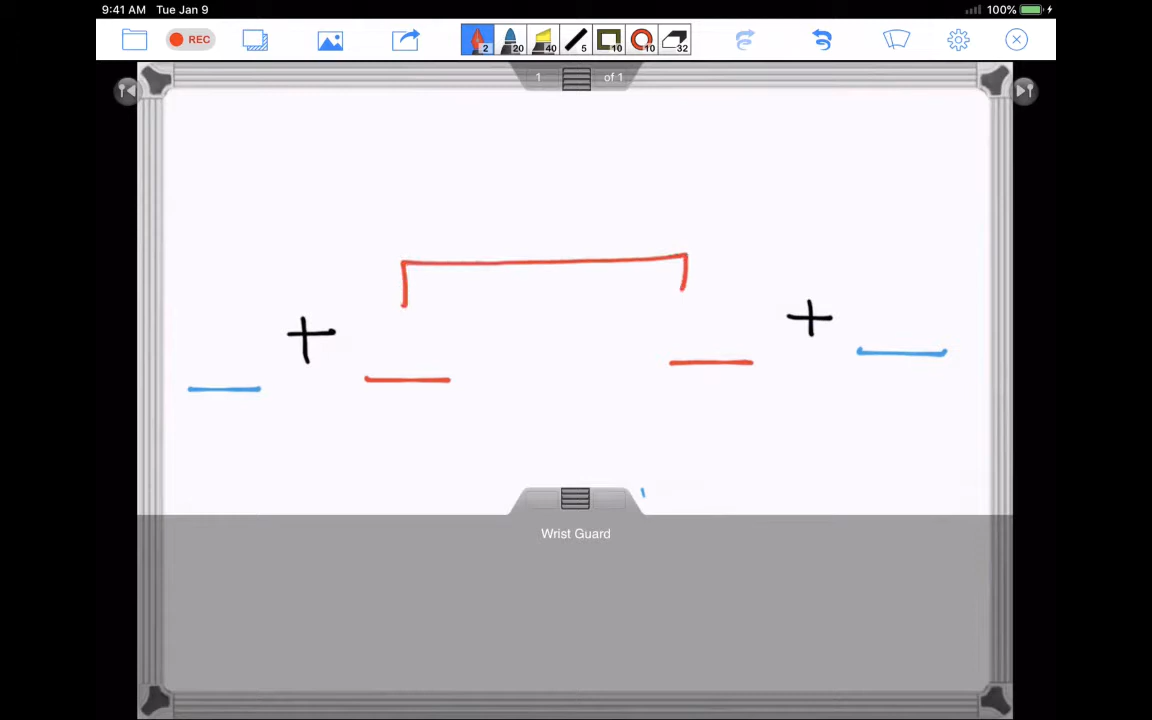 9:41 AM Tue Jan 9 100%
REC 2 20 40 5 10 10 32
1 of 1
+ +
Wrist Guard